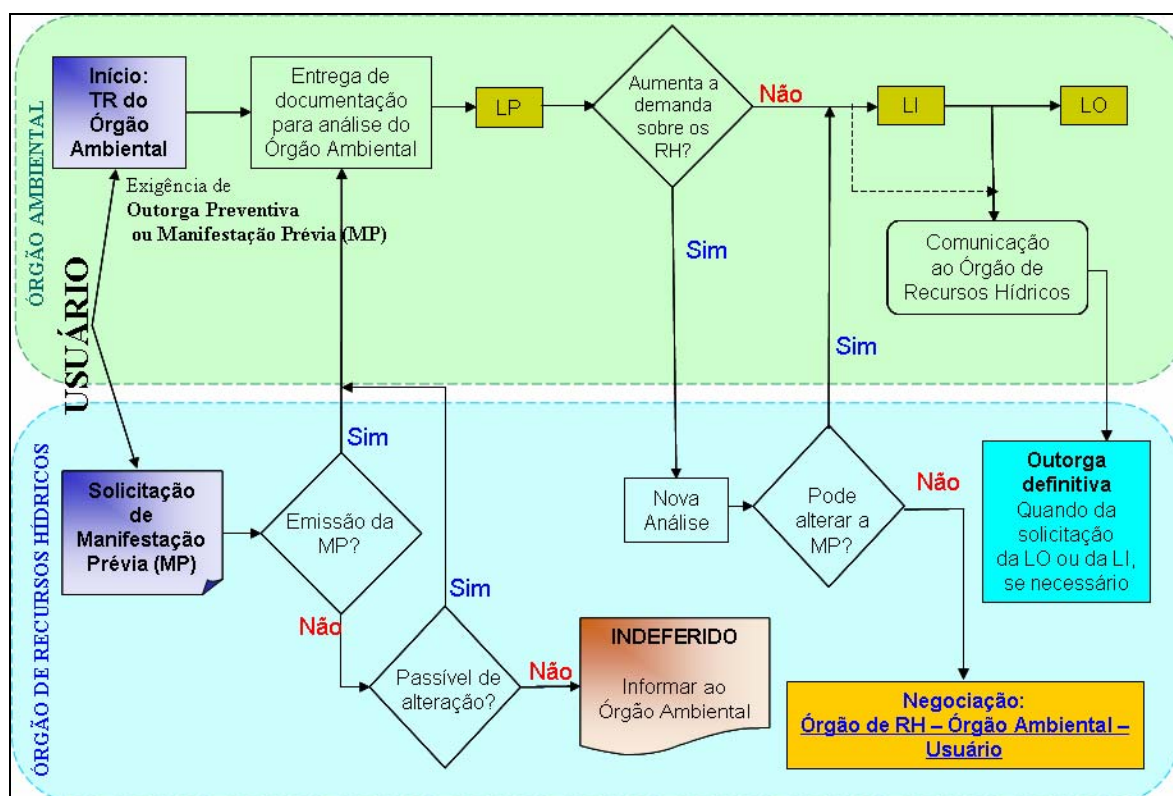 ÓRGÃO AMBIENTAL
Início:
TR do
Órgão
Ambiental
Entrega de
documentação
para análise do
Órgão Ambiental
LP
Aumenta a
demanda
sobre os
RH?
Não
LI
LO
Exigência de
Outorga Preventiva
ou Manifestação Prévia (MP)
Sim
Comunicação
ao Órgão de
Recursos Hídricos
USUÁRIO
Sim
ÓRGÃO DE RECURSOS HÍDRICOS
Solicitação
de
Manifestação
Prévia (MP)
Sim
Emissão da
MP?
Não
Sim
Passível de
alteração?
Não
INDEFERIDO
Informar ao
Órgão Ambiental
Nova
Análise
Pode
alterar a
MP?
Não
Outorga
definitiva
Quando da
solicitação
da LO ou da LI,
se necessário
Negociação:
Órgão de RH – Órgão Ambiental –
Usuário